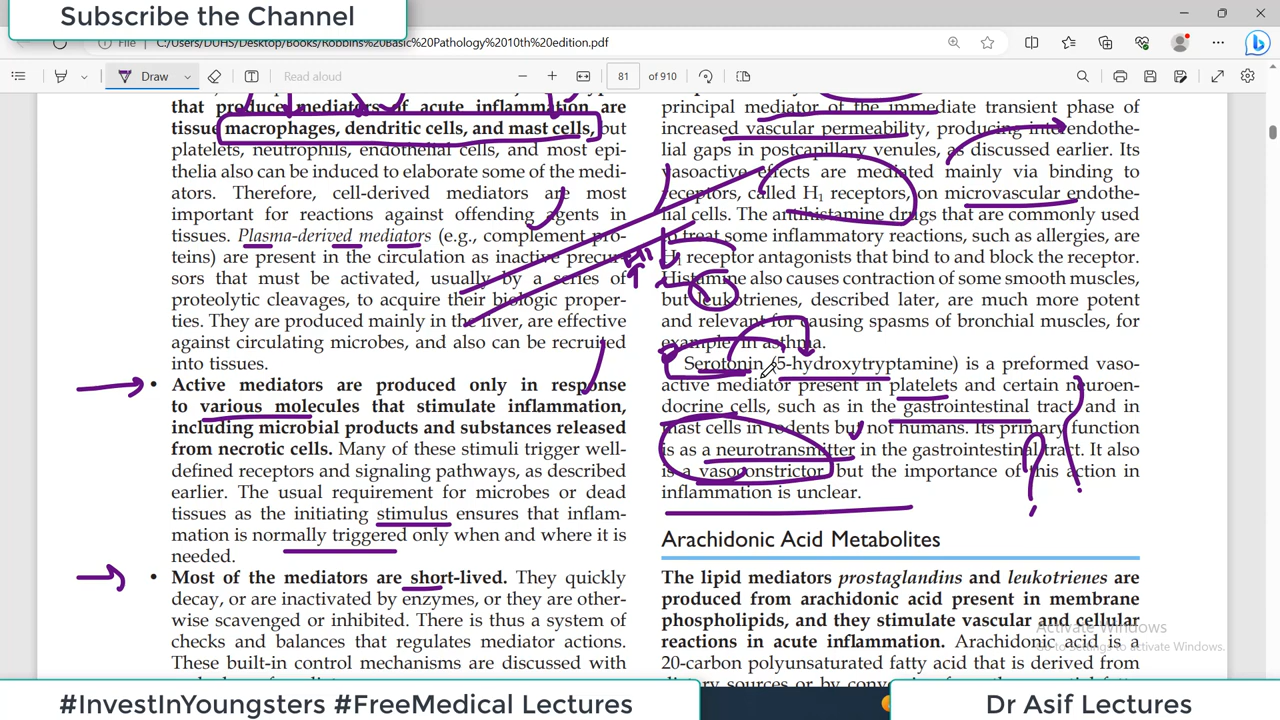 Subscribe the Channel
File
C:/Users/DUHS/Desktop/Books/Robbins%20Basic%20Pathology%2010th%20edition.pdf
Draw
Read aloud
81
of 910
that produce mediators of acute inflammation are
tissue macrophages, dendritic cells, and mast cells, but
platelets, neutrophils, endothelial cells, and most epi-
thelia also can be induced to elaborate some of the medi-
ators. Therefore, cell-derived mediators are most
important for reactions against offending agents in
tissues. Plasma-derived mediators (e.g., complement pro-
teins) are present in the circulation as inactive precur-
sors that must be activated, usually by a series of
proteolytic cleavages, to acquire their biologic proper-
ties. They are produced mainly in the liver, are effective
against circulating microbes, and also can be recruited
into tissues.
• Active mediators are produced only in response
to various molecules that stimulate inflammation,
including microbial products and substances released
from necrotic cells. Many of these stimuli trigger well-
defined receptors and signaling pathways, as described
earlier. The usual requirement for microbes or dead
tissues as the initiating stimulus ensures that inflam-
mation is normally triggered only when and where it is
needed.
• Most of the mediators are short-lived. They quickly
decay, or are inactivated by enzymes, or they are other-
wise scavenged or inhibited. There is thus a system of
checks and balances that regulates mediator actions.
These built-in control mechanisms are discussed with
principal mediator of the immediate transient phase of
increased vascular permeability, producing interendothe-
lial gaps in postcapillary venules, as discussed earlier. Its
vasoactive effects are mediated mainly via binding to
receptors, called H₁ receptors, on microvascular endothe-
lial cells. The antihistamine drugs that are commonly used
to treat some inflammatory reactions, such as allergies, are
H₁ receptor antagonists that bind to and block the receptor.
Histamine also causes contraction of some smooth muscles,
but leukotrienes, described later, are much more potent
and relevant for causing spasms of bronchial muscles, for
example in asthma.
Serotonin (5-hydroxytryptamine) is a preformed vaso-
active mediator present in platelets and certain neuroen-
docrine cells, such as in the gastrointestinal tract, and in
mast cells in rodents but not humans. Its primary function
is as a neurotransmitter in the gastrointestinal tract. It also
is a vasoconstrictor, but the importance of this action in
inflammation is unclear.
Arachidonic Acid Metabolites
The lipid mediators prostaglandins and leukotrienes are
produced from arachidonic acid present in membrane
phospholipids, and they stimulate vascular and cellular
reactions in acute inflammation. Arachidonic acid is a
20-carbon polyunsaturated fatty acid that is derived from
Activate Windows
Go to Settings to activate Windows.
#InvestInYoungsters #FreeMedical Lectures
Dr Asif Lectures